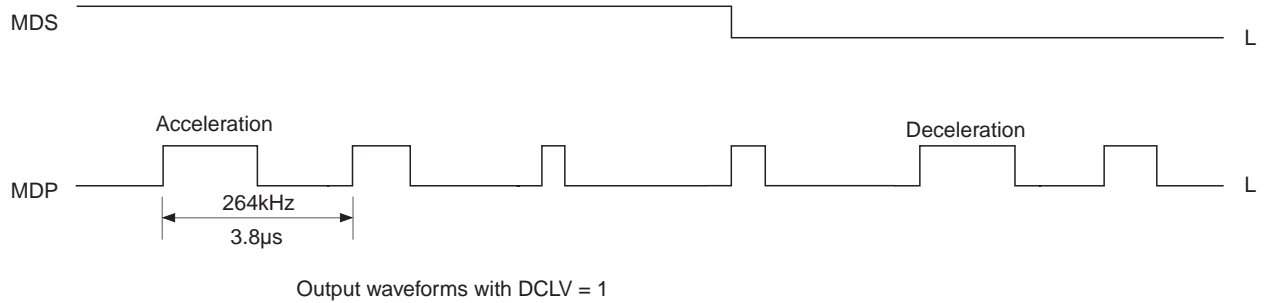 MDS
L
Acceleration
Deceleration
MDP
L
264kHz
3.8µs
Output waveforms with DCLV = 1